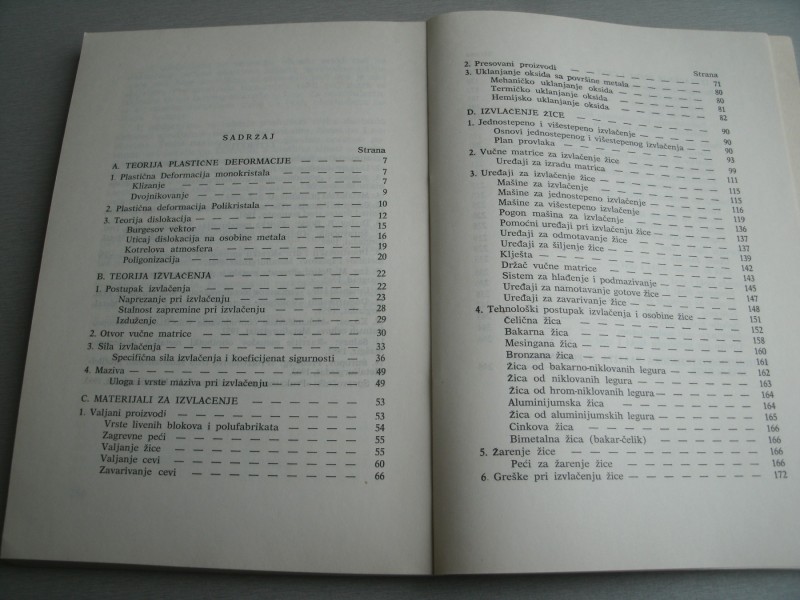 SADRZAJ
Strana
A. TEORIJA PLASTIČNE DEFORMACIJE — — — — — — 7
1 Plastična Deformacija monokristala — — — — — — 7
Klizanje — — — — — — — — — 7
Dvojnikovanje — — — — — — — — 9
2. Plastična deformacija Polikristala — — — — — — 10
3. Teorija dislokacija — — — — — — — — 12
Burgesov vektor — — — — — — — — 15
Uticaj dislokacija na osobine metala — — — — 16
Kotrelova atmosfera — — — — — — — 19
Poligonizacija — — — — — — — — 20
B. TEORIJA IZVLAČENJA — — — — — — — — 22
1. Postupak izvlačenja — — — — — — — — 22
Naprezanje pri izvlačenju — — — — — — 23
Stalnost zapremine pri izvlačenju — — — — 28
Izduženje — — — — — — — — — 29
2. Otvor vučne matrice — — — — — — — — 30
3. Sila izvlačenja — — — — — — — — — 33
Specifična sila izvlačenja i koeficijenat sigurnosti — — 36
4. Maziva — — — — — — — — — — 49
Uloga i vrste maziva pri izvlačenju — — — — — 49
C. MATERIJALI ZA IZVLAČENJE — — — — — — 53
1. Valjani proizvodi — — — — — — — — 53
Vrste livenih blokova i polufabrikata — — — — 54
Zagrevne peći — — — — — — — — 55
Valjanje žice — — — — — — — — 55
Valjanje cevi — — — — — — — — 60
Zavarivanje cevi — — — — — — — — 66
Strana
2. Presovani proizvodi — — — — — — — — 71
3. Uklanjanje oksida sa površine metala — — — — — 80
Mehaničko uklanjanje oksida — — — — — — 80
Termičko uklanjanje oksida — — — — — — 81
Hemijsko uklanjanje oksida — — — — — — 82
D. IZVLAČENJE ŽICE — — — — — — — — 90
1. Jednostepeno i višestepeno izvlačenje — — — — — 90
Osnovi jednostepenog i višestepenog izvlačenja — — 90
Plan provlaka — — — — — — — — 93
2. Vučne matrice za izvlačenje žice — — — — — — 99
Uređaji za izradu matrica — — — — — — 111
3. Uređaji za izvlačenje žice — — — — — — — 115
Mašine za izvlačenje — — — — — — — 115
Mašine za jednostepeno izvlačenje — — — — — 116
Mašine za višestepeno izvlačenje — — — — — 119
Pogon mašina za izvlačenje — — — — — — 136
Pomoćni uređaji pri izvlačenju žice — — — — 137
Uređaji za odmotavanje žice — — — — — — 137
Uređaji za šiljenje žice — — — — — — — 139
Klješta — — — — — — — — — 142
Držač vučne matrice — — — — — — — 143
Sistem za hlađenje i podmazivanje — — — — — 145
Uređaji za namotavanje gotove žice — — — — — 147
Uređaji za zavarivanje žice — — — — — — 148
4. Tehnološki postupak izvlačenja i osobine žice — — — 151
Čelična žica — — — — — — — — 152
Bakarna žica — — — — — — — — 158
Mesingana žica — — — — — — — — 160
Bronzana žica — — — — — — — — 161
Žica od bakarno-niklovanih legura — — — — — 162
Žica od niklovanih legura — — — — — — 163
Žica od hrom-niklovanih legura — — — — — 164
Aluminijumska žica — — — — — — — 164
Žica od aluminijumskih legura — — — — — 165
Cinkova žica — — — — — — — — 166
Bimetalna žica (bakar-čelik) — — — — — — 166
5. Žarenje žice — — — — — — — — — 166
Peći za žarenje žice — — — — — — — 166
6. Greške pri izvlačenju žice — — — — — — — 172